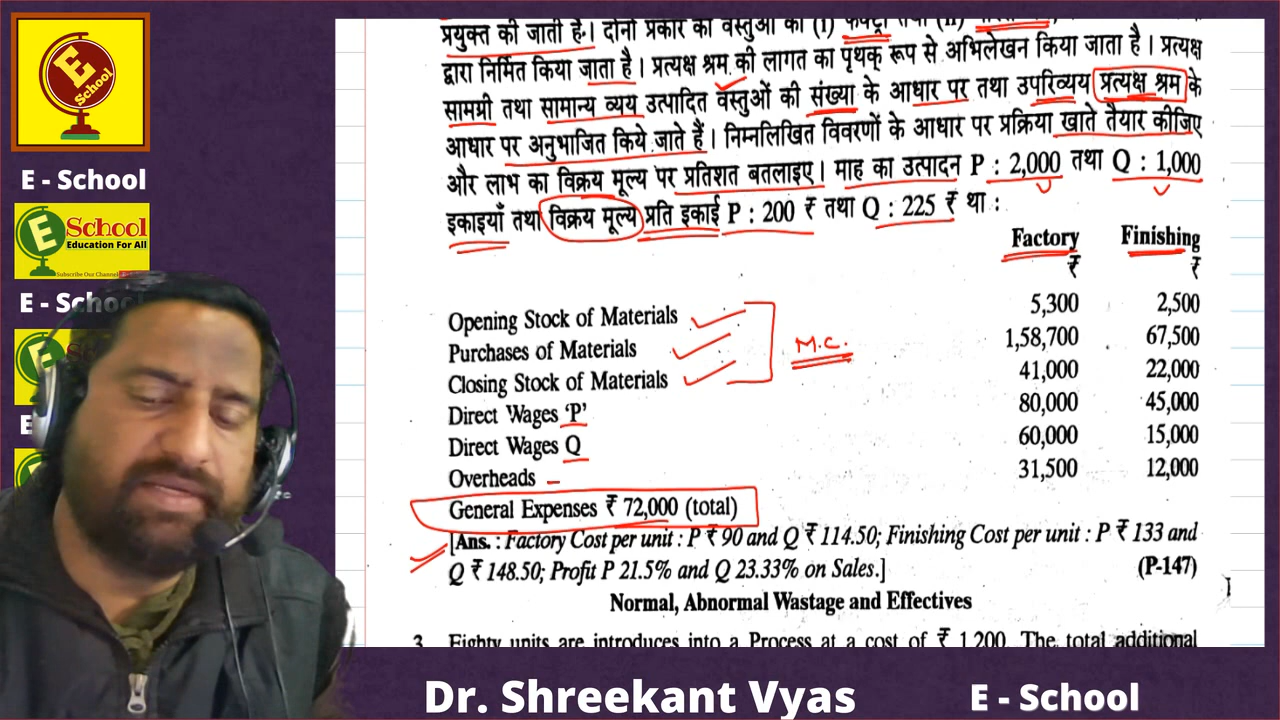 E
School
E - School
E School
Education For All
Subscribe Our Channel
E - Scho
E
प्रयुक्त की जाती है। दोनों प्रकार की वस्तुओं को (i) फैक्ट्री तथा (ii)
द्वारा निर्मित किया जाता है। प्रत्यक्ष श्रम की लागत का पृथक् रूप से अभिलेखन किया जाता है। प्रत्यक्ष
सामग्री तथा सामान्य व्यय उत्पादित वस्तुओं की संख्या के आधार पर तथा उपरिव्यय प्रत्यक्ष श्रम के
आधार पर अनुभाजित किये जाते हैं। निम्नलिखित विवरणों के आधार पर प्रक्रिया खाते तैयार कीजिए
और लाभ का विक्रय मूल्य पर प्रतिशत बतलाइए। माह का उत्पादन P : 2,000 तथा Q : 1,000
इकाइयाँ तथा विक्रय मूल्य प्रति इकाई P : 200 ₹ तथा Q : 225 ₹ था :
Factory Finishing
₹ ₹
Opening Stock of Materials 5,300 2,500
Purchases of Materials 1,58,700 67,500
M.C.
Closing Stock of Materials 41,000 22,000
Direct Wages ‘P’ 80,000 45,000
Direct Wages Q 60,000 15,000
Overheads 31,500 12,000
General Expenses ₹ 72,000 (total)
[Ans. : Factory Cost per unit : P ₹ 90 and Q ₹ 114.50; Finishing Cost per unit : P ₹ 133 and
Q ₹ 148.50; Profit P 21.5% and Q 23.33% on Sales.] (P-147)
Normal, Abnormal Wastage and Effectives
3. Eighty units are introduces into a Process at a cost of ₹ 1,200. The total additional
Dr. Shreekant Vyas
E - School